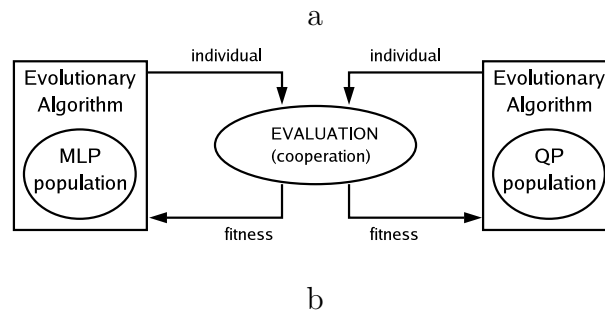 a
individual
individual
Evolutionary
Algorithm
MLP
population
EVALUATION
(cooperation)
Evolutionary
Algorithm
QP
population
fitness
fitness
b